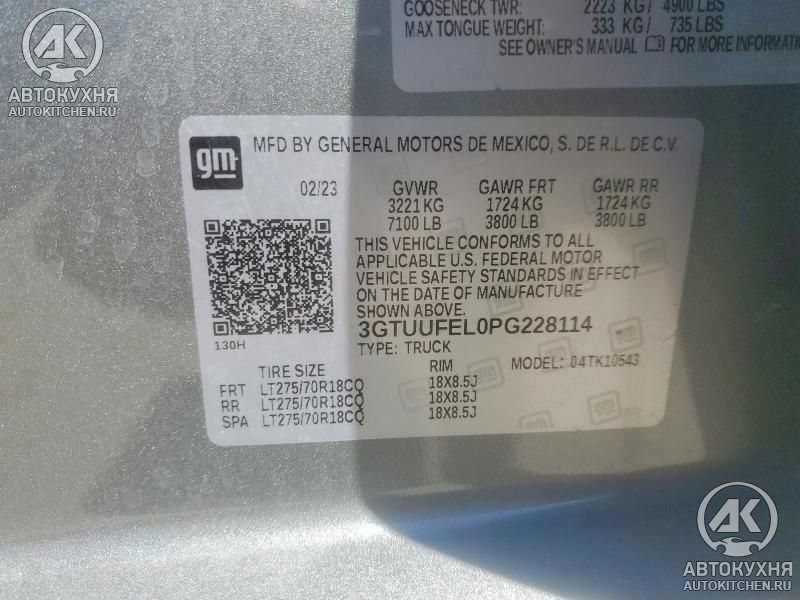 GOOSENECK TWR: 2223 KG/ 4900 LBS
MAX TONGUE WEIGHT: 333 KG/ 735 LBS
SEE OWNER'S MANUAL FOR MORE INFORMATI
AK
АВТОКУХНЯ
AUTOKITCHEN.RU
gm
MFD BY GENERAL MOTORS DE MEXICO, S. DE R.L. DE C.V.
02/23 GVWR GAWR FRT GAWR RR
3221 KG 1724 KG 1724 KG
7100 LB 3800 LB 3800 LB
THIS VEHICLE CONFORMS TO ALL
APPLICABLE U.S. FEDERAL MOTOR
VEHICLE SAFETY STANDARDS IN EFFECT
ON THE DATE OF MANUFACTURE
SHOWN ABOVE.
3GTUUFEL0PG228114
130H
TYPE: TRUCK MODEL: 04TK10543
TIRE SIZE RIM
FRT LT275/70R18CQ 18X8.5J
RR LT275/70R18CQ 18X8.5J
SPA LT275/70R18CQ 18X8.5J
AK
АВТОКУХНЯ
AUTOKITCHEN.RU